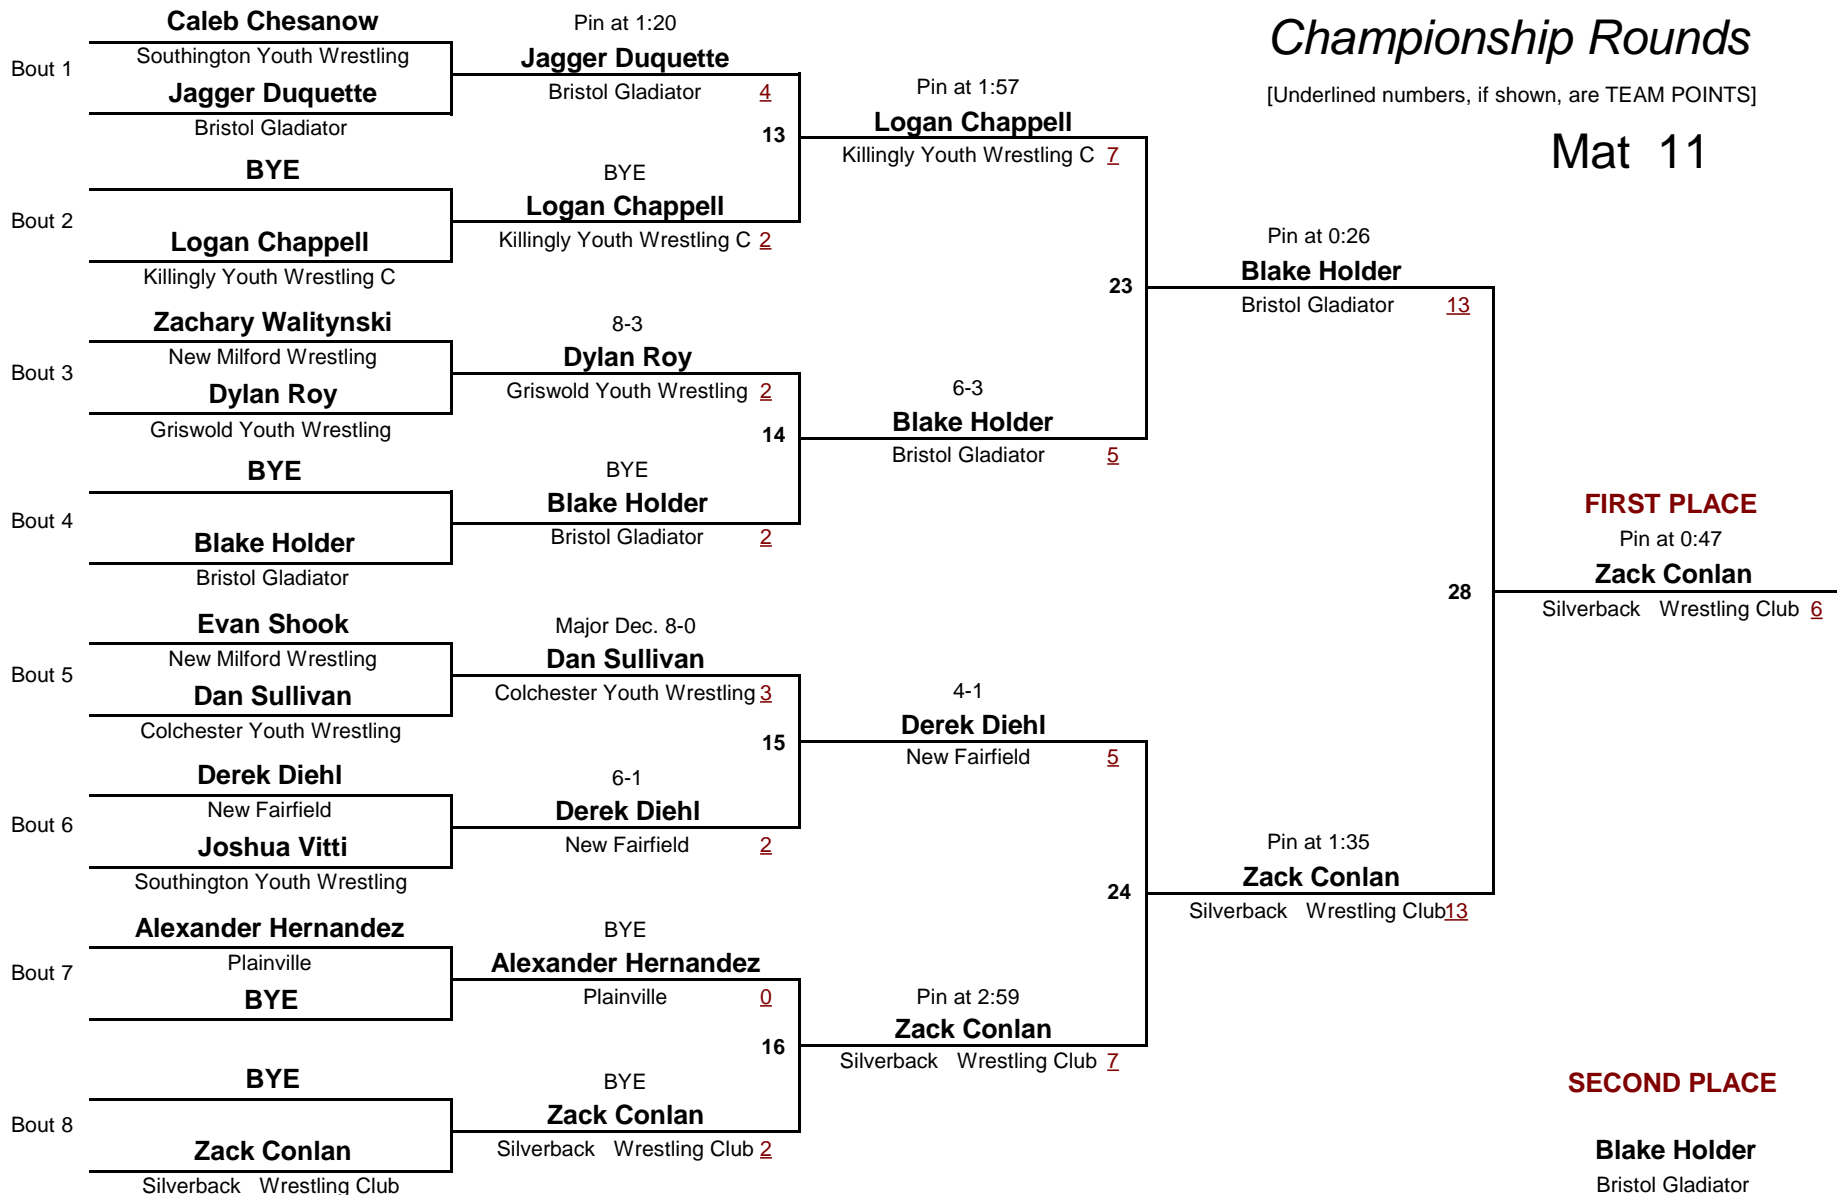 Championship Rounds
[Underlined numbers, if shown, are TEAM POINTS]
Mat 11
Bout 1
Caleb Chesanow
Southington Youth Wrestling
Jagger Duquette
Bristol Gladiator
Bout 2
BYE
Logan Chappell
Killingly Youth Wrestling C
Bout 3
Zachary Walitynski
New Milford Wrestling
Dylan Roy
Griswold Youth Wrestling
Bout 4
BYE
Blake Holder
Bristol Gladiator
Bout 5
Evan Shook
New Milford Wrestling
Dan Sullivan
Colchester Youth Wrestling
Bout 6
Derek Diehl
New Fairfield
Joshua Vitti
Southington Youth Wrestling
Bout 7
Alexander Hernandez
Plainville
BYE
Bout 8
BYE
Zack Conlan
Silverback Wrestling Club
Pin at 1:20
Jagger Duquette
Bristol Gladiator 4
13
BYE
Logan Chappell
Killingly Youth Wrestling C 2
8-3
Dylan Roy
Griswold Youth Wrestling 2
14
BYE
Blake Holder
Bristol Gladiator 2
Major Dec. 8-0
Dan Sullivan
Colchester Youth Wrestling 3
15
6-1
Derek Diehl
New Fairfield 2
BYE
Alexander Hernandez
Plainville 0
16
BYE
Zack Conlan
Silverback Wrestling Club 2
Pin at 1:57
Logan Chappell
Killingly Youth Wrestling C 7
23
6-3
Blake Holder
Bristol Gladiator 5
4-1
Derek Diehl
New Fairfield 5
24
Pin at 2:59
Zack Conlan
Silverback Wrestling Club 7
Pin at 0:26
Blake Holder
Bristol Gladiator 13
28
Pin at 1:35
Zack Conlan
Silverback Wrestling Club13
FIRST PLACE
Pin at 0:47
Zack Conlan
Silverback Wrestling Club 6
SECOND PLACE
Blake Holder
Bristol Gladiator